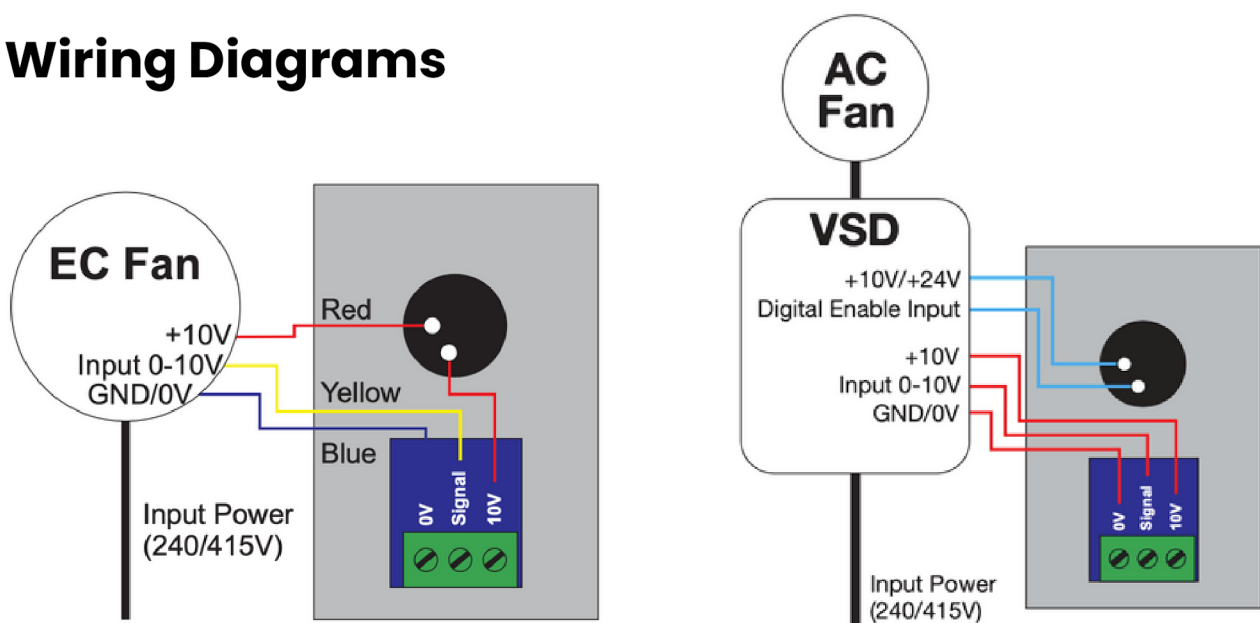 Wiring Diagrams
EC Fan
+10V
Input 0-10V
GND/0V
Red
Yellow
Blue
0V
Signal
10V
Input Power
(240/415V)
AC
Fan
VSD
+10V/+24V
Digital Enable Input
+10V
Input 0-10V
GND/0V
0V
Signal
10V
Input Power
(240/415V)